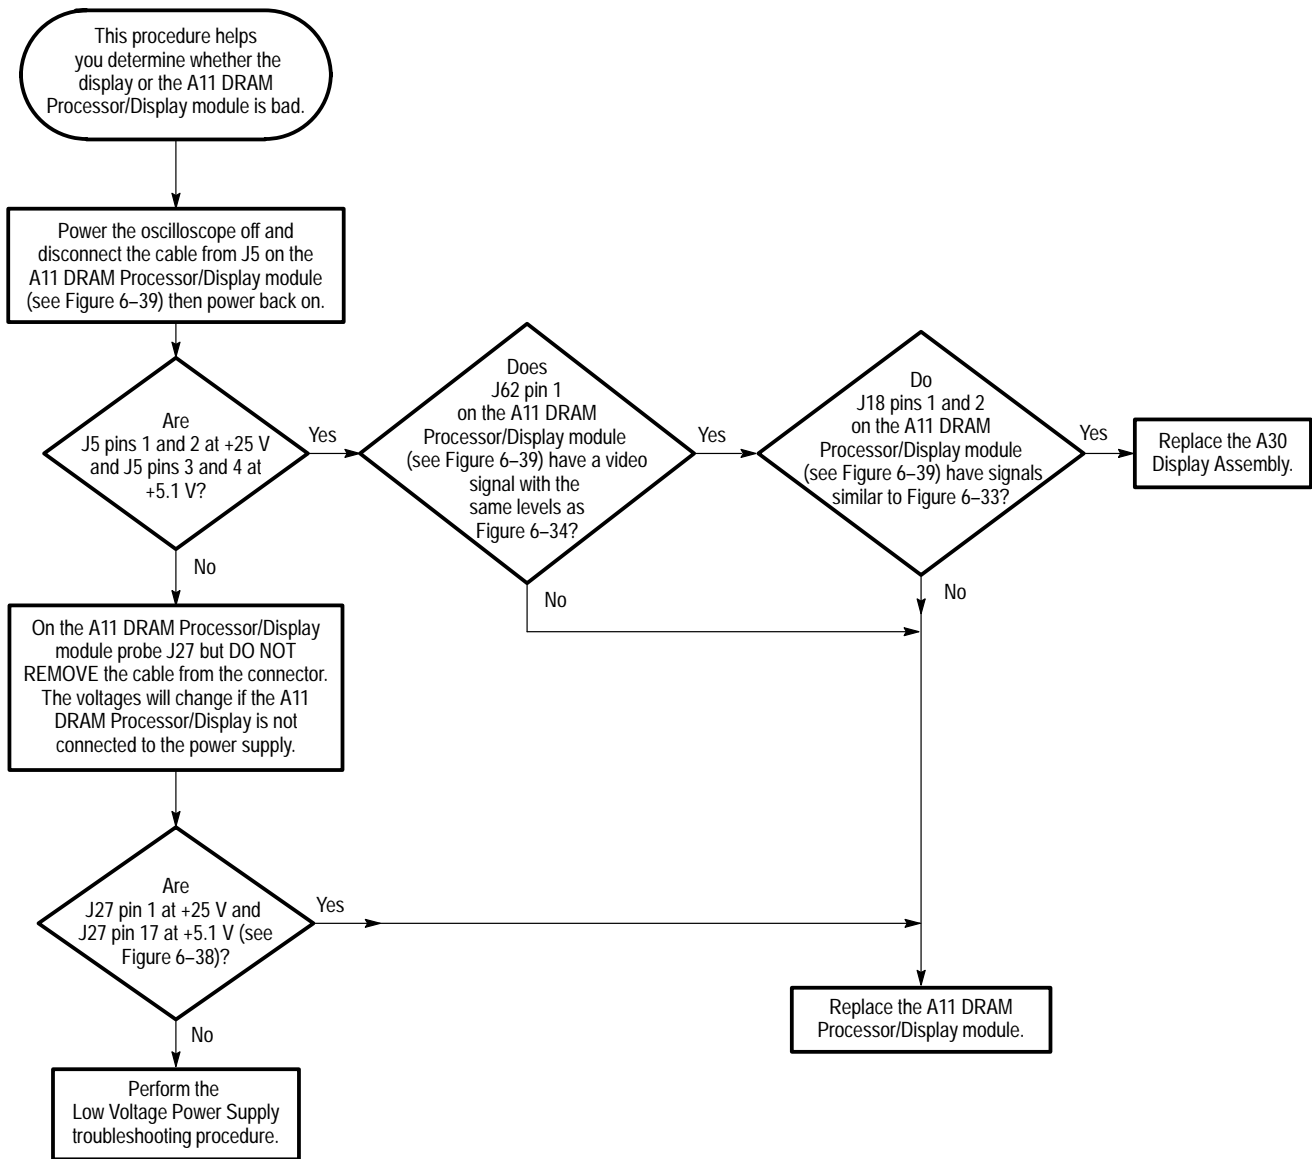 This procedure helps
you determine whether the
display or the A11 DRAM
Processor/Display module is bad.
Power the oscilloscope off and
disconnect the cable from J5 on the
A11 DRAM Processor/Display module
(see Figure 6–39) then power back on.
Are
J5 pins 1 and 2 at +25 V
and J5 pins 3 and 4 at
+5.1 V?
Yes
No
Does
J62 pin 1
on the A11 DRAM
Processor/Display module
(see Figure 6–39) have a video
signal with the
same levels as
Figure 6–34?
Yes
No
Do
J18 pins 1 and 2
on the A11 DRAM
Processor/Display module
(see Figure 6–39) have signals
similar to Figure 6–33?
Yes
No
Replace the A30
Display Assembly.
On the A11 DRAM Processor/Display
module probe J27 but DO NOT
REMOVE the cable from the connector.
The voltages will change if the A11
DRAM Processor/Display is not
connected to the power supply.
Are
J27 pin 1 at +25 V and
J27 pin 17 at +5.1 V (see
Figure 6–38)?
Yes
No
Replace the A11 DRAM
Processor/Display module.
Perform the
Low Voltage Power Supply
troubleshooting procedure.